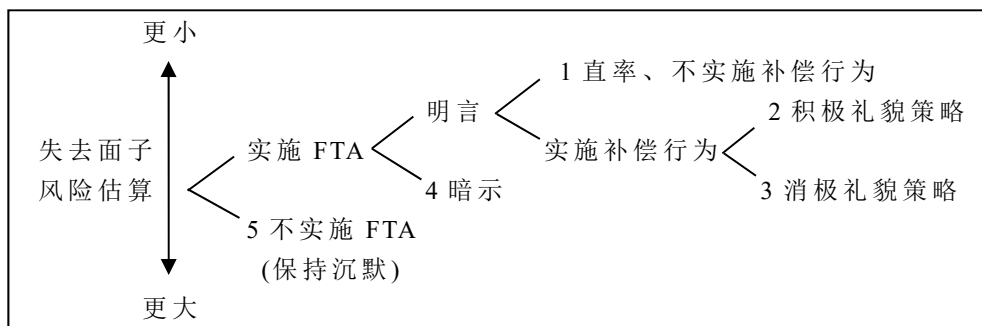 更小
1 直率、不实施补偿行为
明言
2 积极礼貌策略
失去面子
风险估算
实施 FTA
实施补偿行为
4 暗示
3 消极礼貌策略
5 不实施 FTA
(保持沉默)
更大